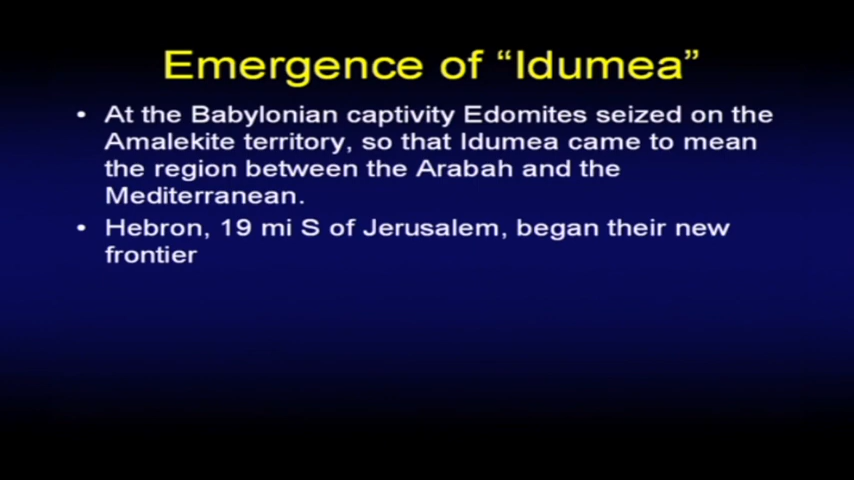 Emergence of “Idumea”
• At the Babylonian captivity Edomites seized on the
Amalekite territory, so that Idumea came to mean
the region between the Arabah and the
Mediterranean.
• Hebron, 19 mi S of Jerusalem, began their new
frontier